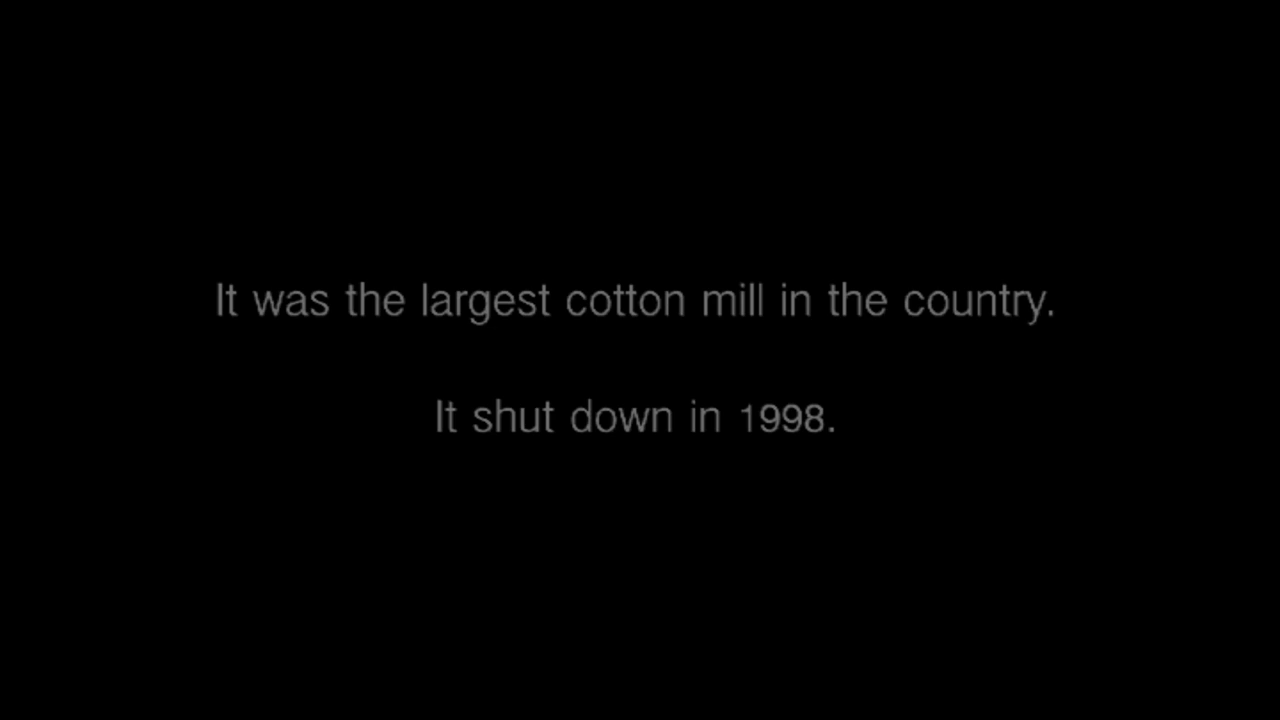 It was the largest cotton mill in the country.
It shut down in 1998.